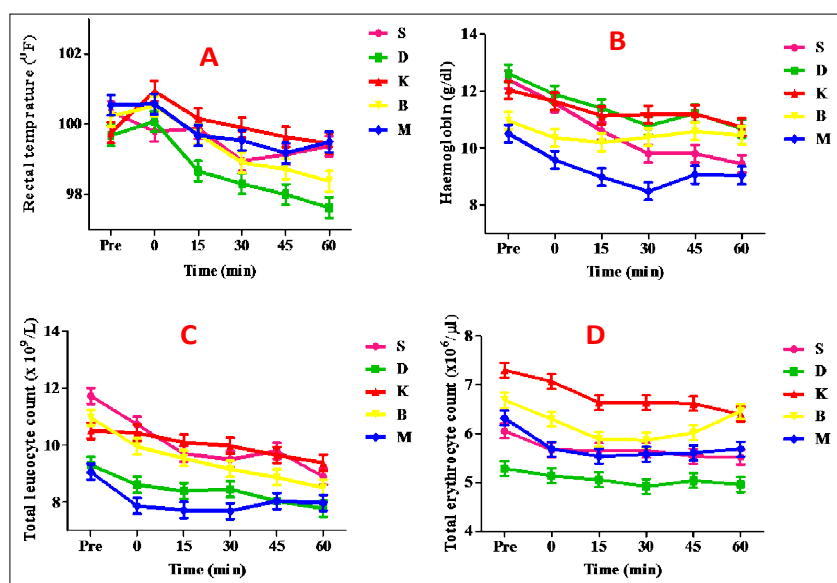 A
Rectal temprature (⁰F)
102
100
98
Pre 0 15 30 45 60
Time (min)
S
D
K
B
M
B
Haemoglobin (g/dl)
14
12
10
8
Pre 0 15 30 45 60
Time (min)
S
D
K
B
M
C
Total leucocyte count (x 10⁹/L)
14
12
10
8
Pre 0 15 30 45 60
Time (min)
S
D
K
B
M
D
Total erythrocyte count (x10⁶/µl)
8
7
6
5
4
Pre 0 15 30 45 60
Time (min)
S
D
K
B
M